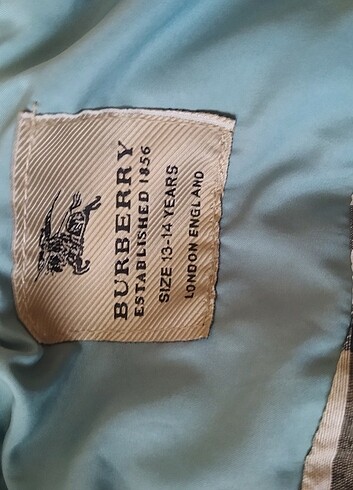 BURBERRY
ESTABLISHED 1856
SIZE 13-14 YEARS
LONDON ENGLAND